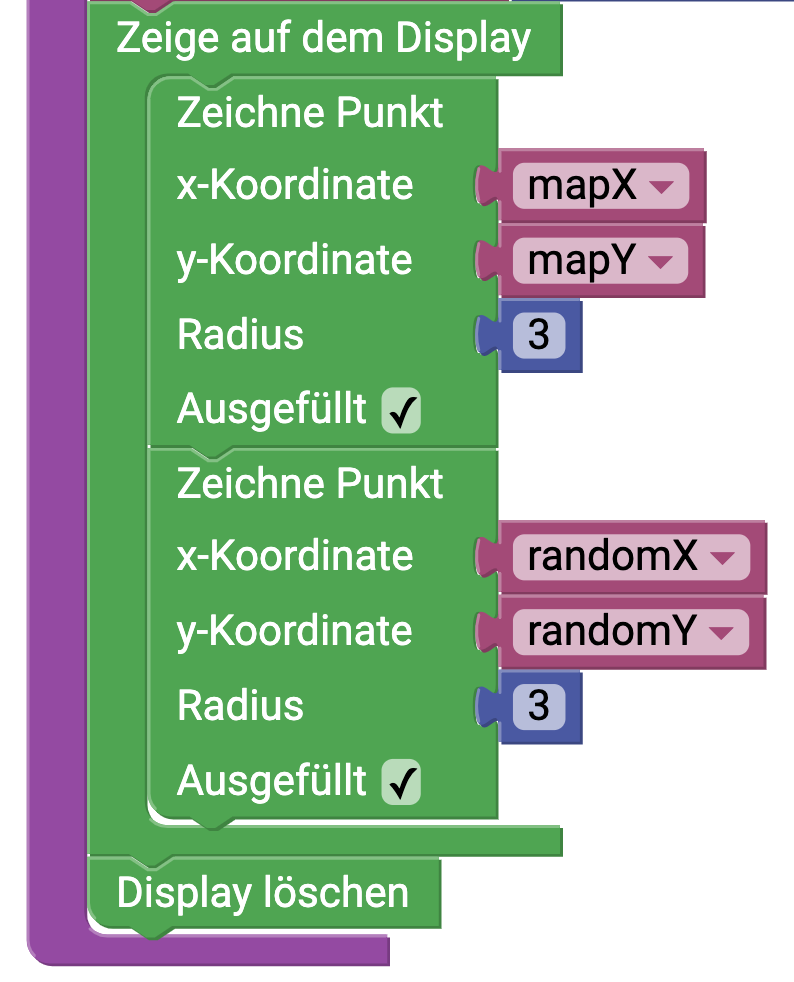 Zeige auf dem Display
Zeichne Punkt
x-Koordinate mapX
y-Koordinate mapY
Radius 3
Ausgefüllt ✓
Zeichne Punkt
x-Koordinate randomX
y-Koordinate randomY
Radius 3
Ausgefüllt ✓
Display löschen